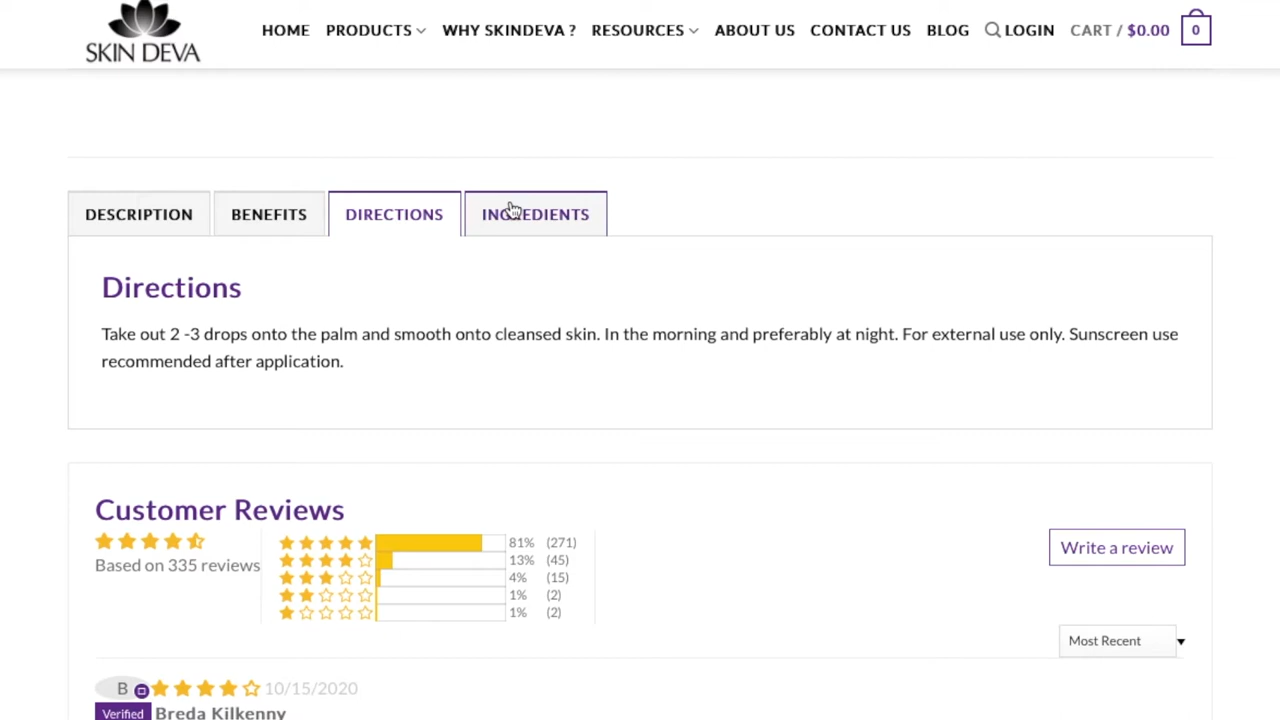 SKIN DEVA
HOME PRODUCTS WHY SKINDEVA ? RESOURCES ABOUT US CONTACT US BLOG LOGIN CART / $0.00 0
DESCRIPTION BENEFITS DIRECTIONS INGREDIENTS
Directions
Take out 2 -3 drops onto the palm and smooth onto cleansed skin. In the morning and preferably at night. For external use only. Sunscreen use
recommended after application.
Customer Reviews
Based on 335 reviews
81% (271)
13% (45)
4% (15)
1% (2)
1% (2)
Write a review
Most Recent
B 10/15/2020
Verified Breda Kilkenny